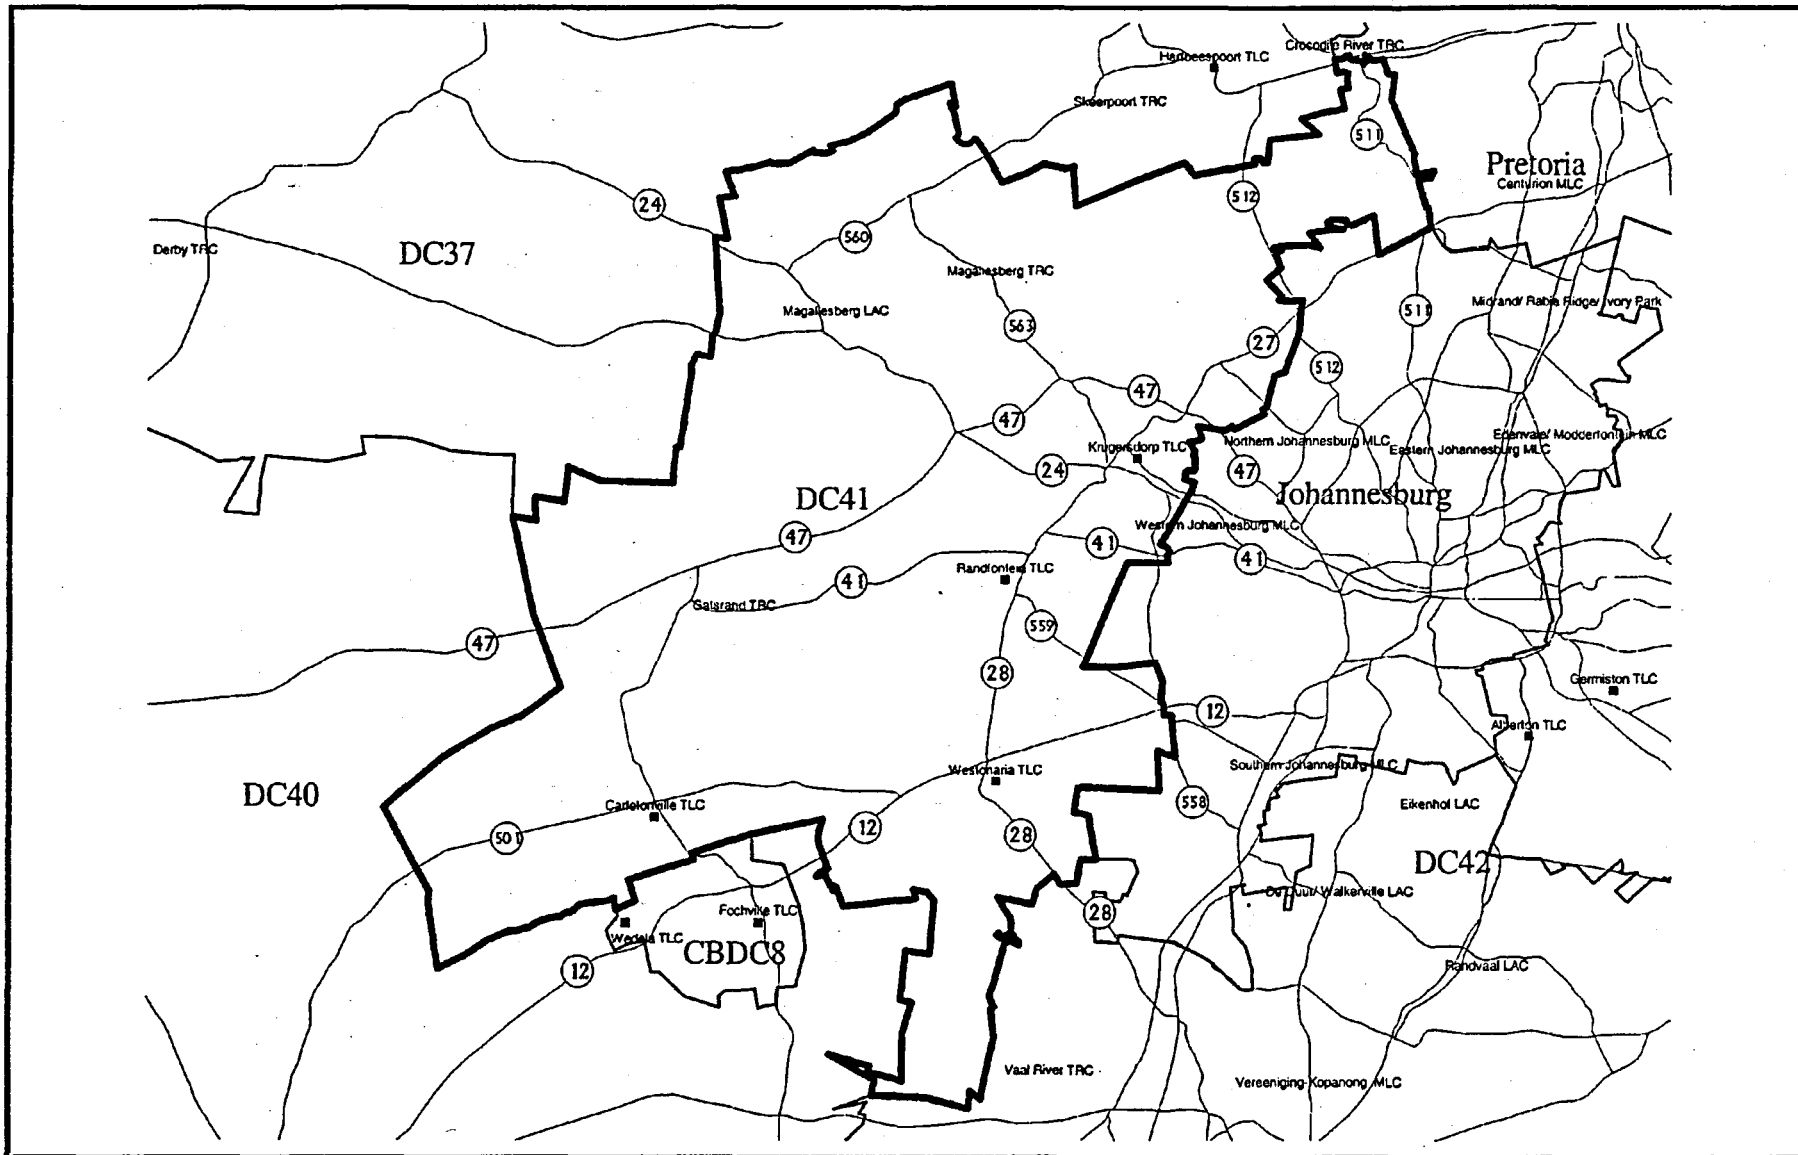 Crocodile River TRC
Hartbeespoort TLC
Skeerpoort TRC
511
Pretoria
Centurion MLC
24
512
560
Derby TRC
DC37
Magaliesberg TRC
Magaliesberg LAC
563
511
Midrand/ Rabie Ridge/ Ivory Park
27
512
47
47
Krugersdorp TLC
Northern Johannesburg MLC
Eastern Johannesburg MLC
Edenvale/ Modderfontein MLC
24
47
DC41
Johannesburg
Western Johannesburg MLC
47
41
41
Randfontein TLC
41
Gatsrand TRC
559
47
28
Germiston TLC
12
Alberton TLC
Westonaria TLC
Southern Johannesburg MLC
DC40
Carletonville TLC
558
Eikenhof LAC
501
12
28
DC42
De Deur/ Walkerville LAC
Fochville TLC
28
Wedela TLC
CBDC8
12
Randvaal LAC
Vaal River TRC
Vereeniging-Kopanong MLC